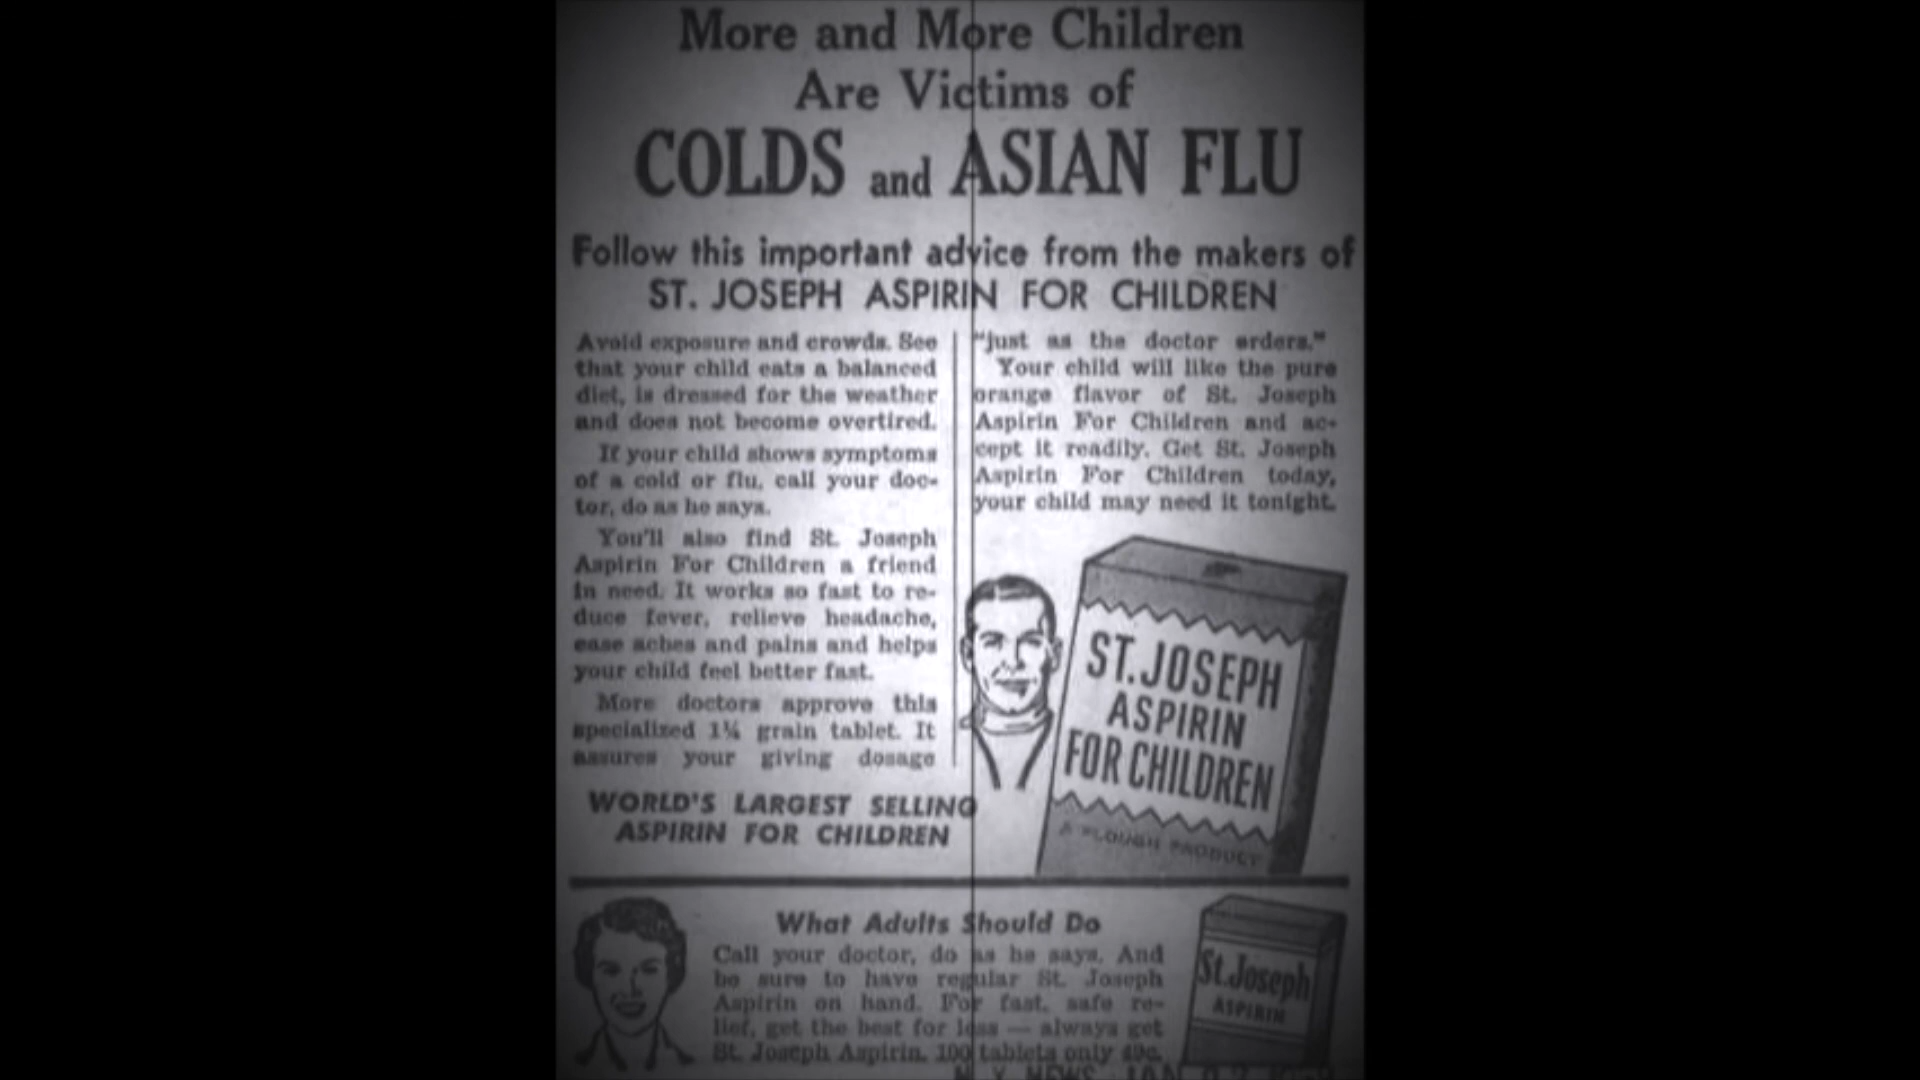 More and More Children
Are Victims of
COLDS and ASIAN FLU
Follow this important advice from the makers of
ST. JOSEPH ASPIRIN FOR CHILDREN
Avoid exposure and crowds. See
that your child eats a balanced
diet, is dressed for the weather
and does not become overtired.
If your child shows symptoms
of a cold or flu, call your doc-
tor, do as he says.
You'll also find St. Joseph
Aspirin For Children a friend
in need. It works so fast to re-
duce fever, relieve headache,
ease aches and pains and helps
your child feel better fast.
More doctors approve this
specialized 1¼ grain tablet. It
assures your giving dosage
"just as the doctor orders."
Your child will like the pure
orange flavor of St. Joseph
Aspirin For Children and ac-
cept it readily. Get St. Joseph
Aspirin For Children today,
your child may need it tonight.
ST. JOSEPH
ASPIRIN
FOR CHILDREN
A PLOUGH PRODUCT
WORLD'S LARGEST SELLING
ASPIRIN FOR CHILDREN
What Adults Should Do
Call your doctor, do as he says. And
be sure to have regular St. Joseph
Aspirin on hand. For fast, safe re-
lief, get the best for less — always get
St. Joseph Aspirin. 100 tablets only 49c.
St. Joseph
ASPIRIN
N. Y. NEWS